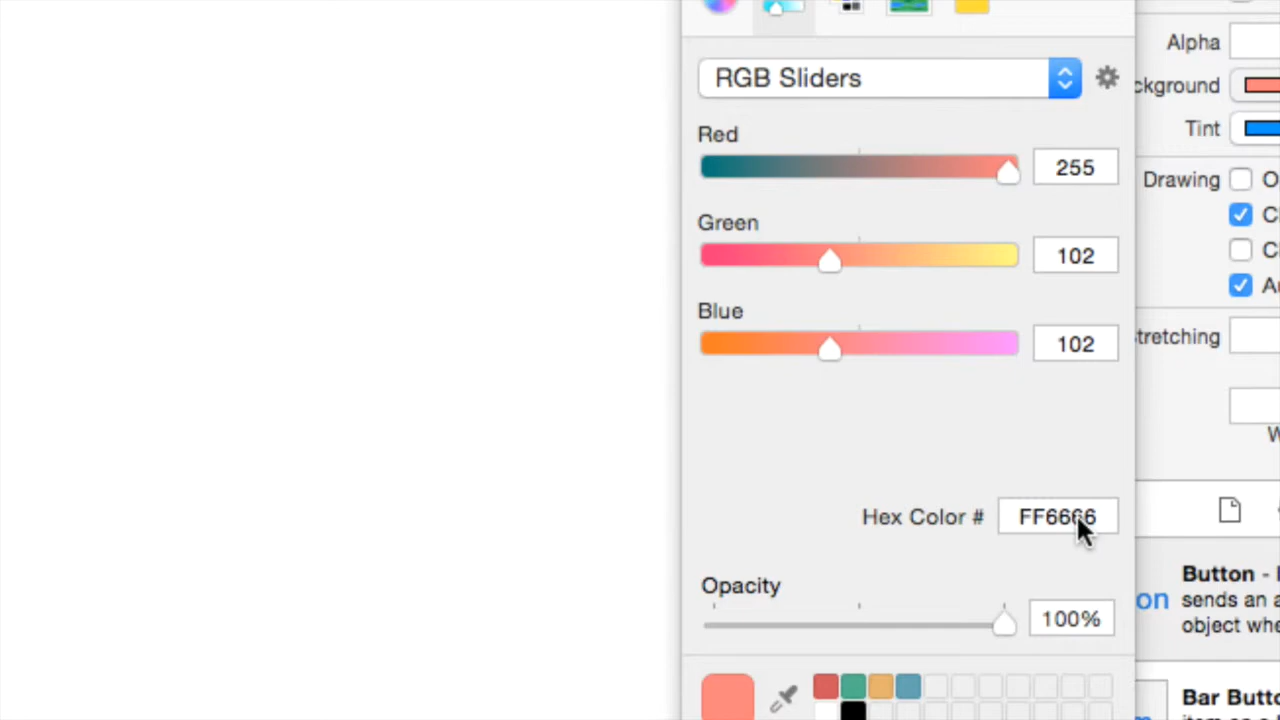 Alpha
RGB Sliders
ckground
Tint
Red
255
Drawing
Green
102
Blue
102
tretching
Hex Color #
FF6666
Opacity
100%
Button -
on
sends an a
object whe
Bar Butto